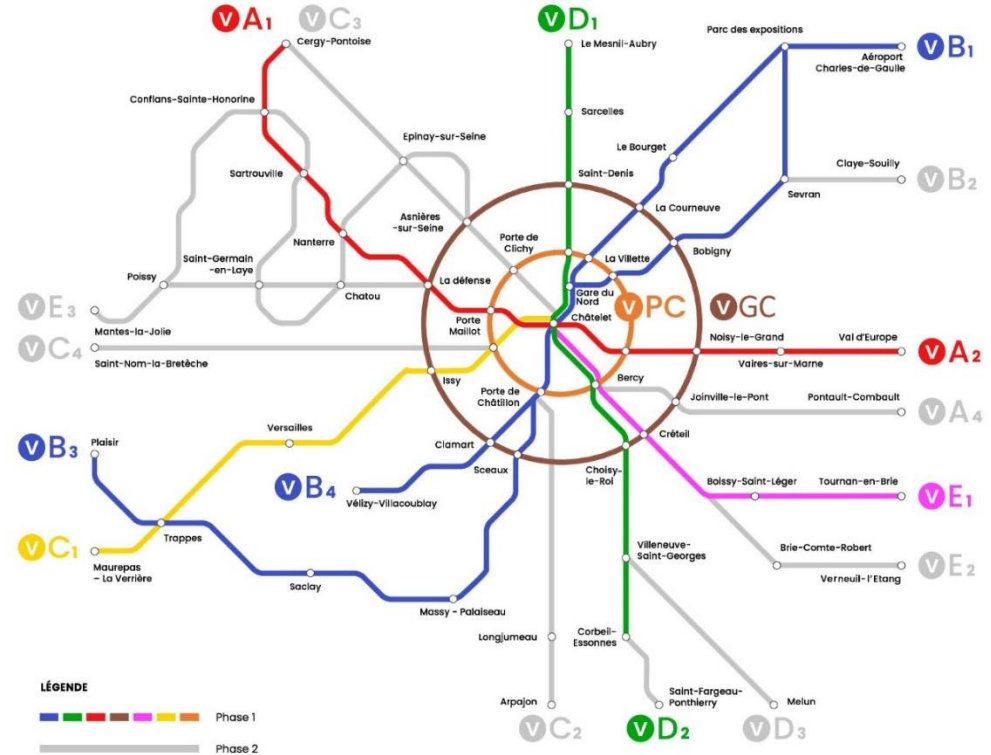 V A1
V C3
V D1
Parc des expositions
V B1
Cergy-Pontoise
Le Mesnil-Aubry
Aéroport
Charles-de-Gaulle
Conflans-Sainte-Honorine
Sarcelles
Epinay-sur-Seine
Le Bourget
Claye-Souilly
V B2
Sartrouville
Saint-Denis
Sevran
Asnières
-sur-Seine
La Courneuve
Nanterre
Porte de
Clichy
Bobigny
Saint-Germain
-en-Laye
La Villette
Poissy
Chatou
La défense
Gare du
Nord
V PC
V GC
V E3
Mantes-la-Jolie
Porte
Maillot
Châtelet
Noisy-le-Grand
Val d'Europe
V C4
Saint-Nom-la-Bretèche
Vaires-sur-Marne
V A2
Issy
Bercy
Porte de
Châtillon
Joinville-le-Pont
Pontault-Combault
V A4
Versailles
Créteil
V B3
Plaisir
Clamart
Sceaux
Choisy-
le-Roi
V B4
Vélizy-Villacoublay
Boissy-Saint-Léger
Tournan-en-Brie
V E1
V C1
Trappes
Maurepas
– La Verrière
Villeneuve-
Saint-Georges
Brie-Comte-Robert
V E2
Verneuil-l'Etang
Saclay
Massy - Palaiseau
Longjumeau
Corbeil-
Essonnes
LÉGENDE
Arpajon
Saint-Fargeau-
Ponthierry
Melun
Phase 1
V C2
V D2
V D3
Phase 2